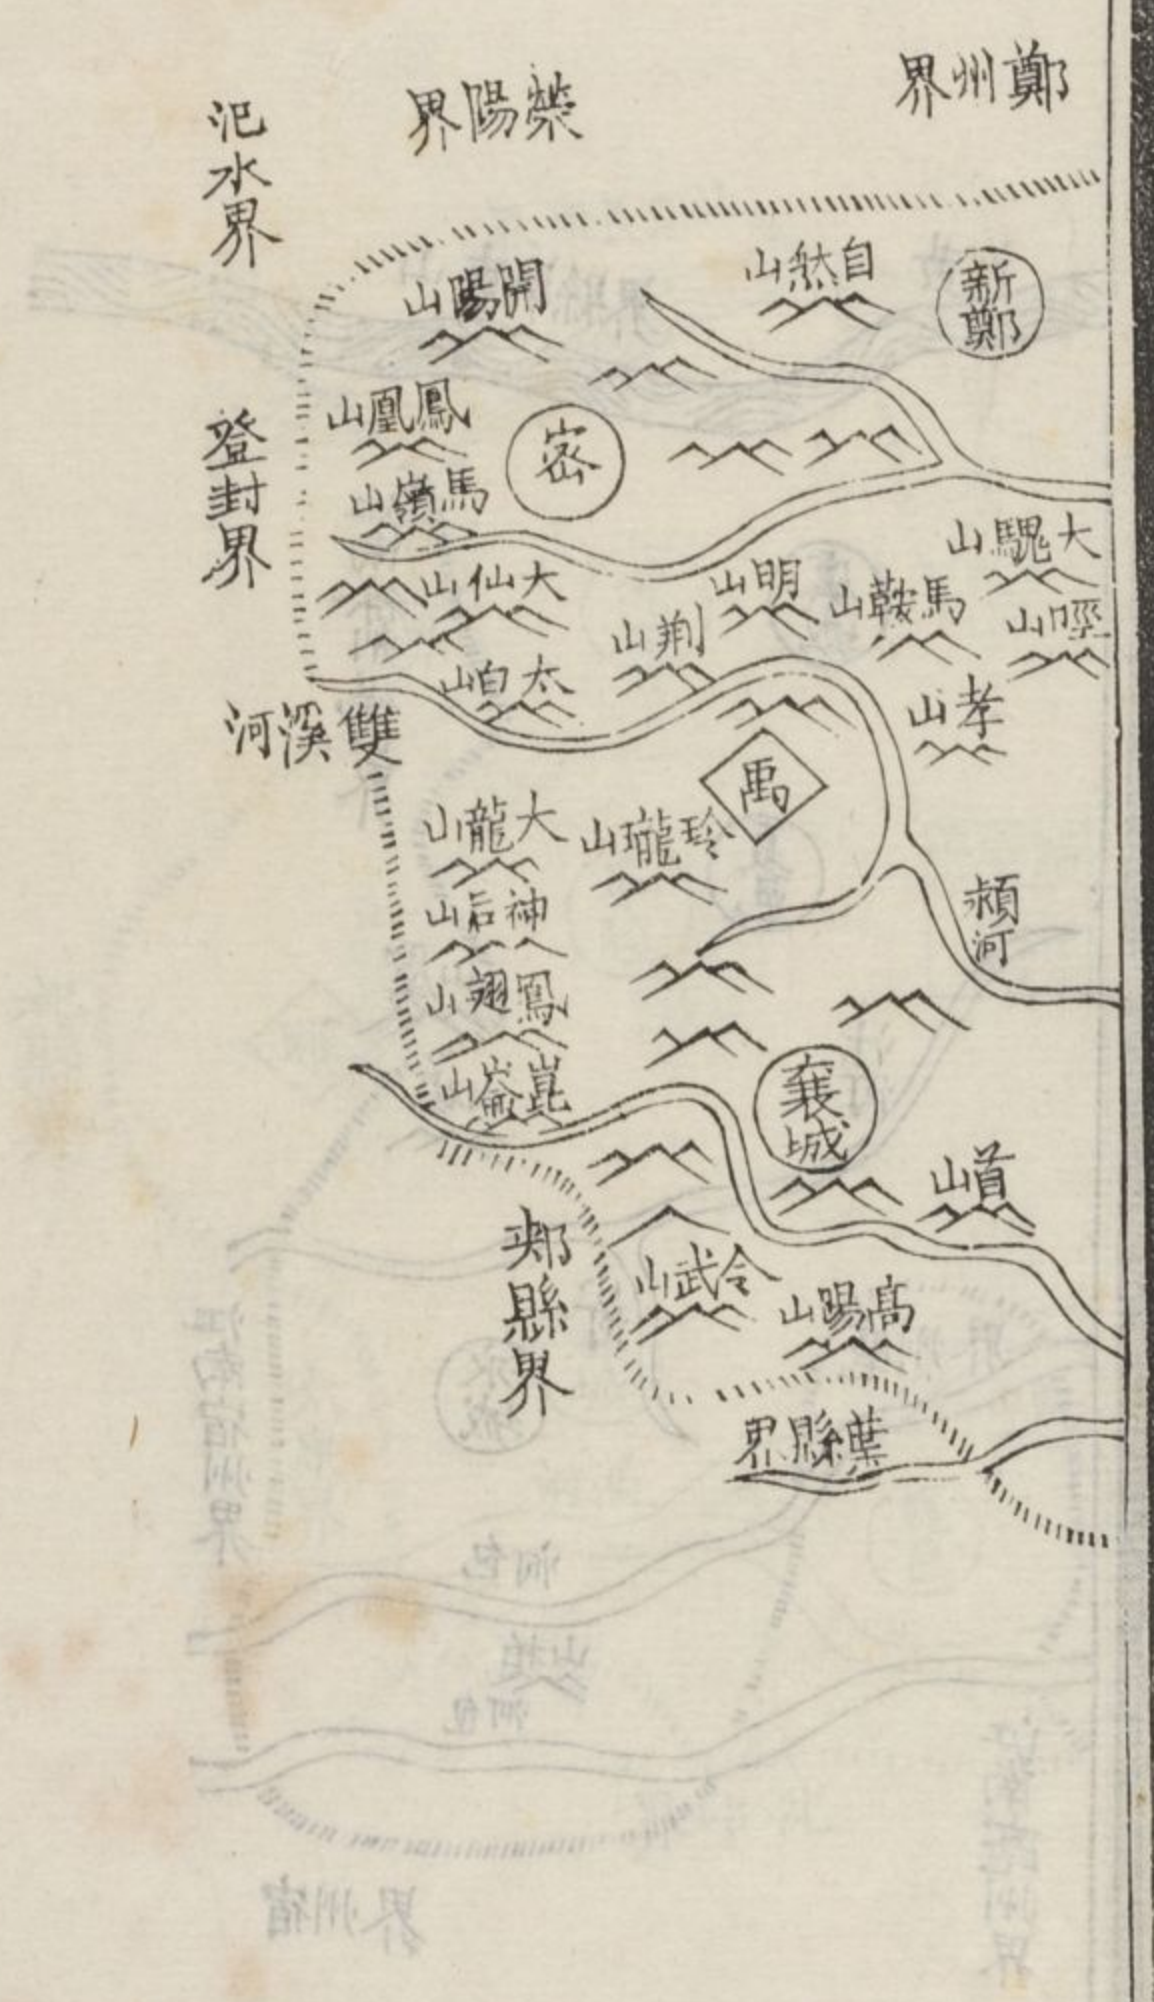 鄭州界
滎陽界
汜水界
自然山
新鄭
開陽山
鳳凰山
密
登封界
馬嶺山
大騩山
大仙山
明山
馬鞍山
荆山
太白山
孝山
雙溪河
禹
大龍山
玲瓏山
神后山
潁河
鳳翅山
崑崙山
襄城
首山
郟縣界
令武山
高陽山
葉縣界